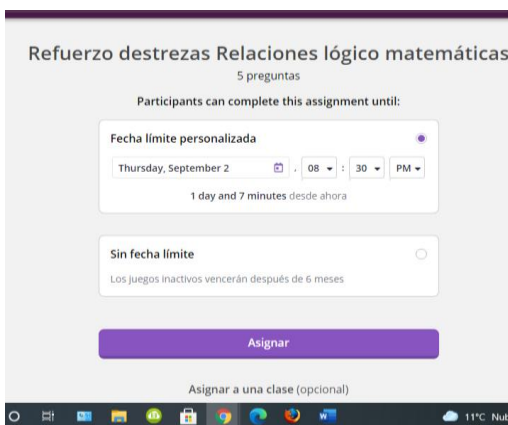 Refuerzo destrezas Relaciones lógico matemáticas
5 preguntas
Participants can complete this assignment until:
Fecha límite personalizada
Thursday, September 2 . 08 : 30 PM
1 day and 7 minutes desde ahora
Sin fecha límite
Los juegos inactivos vencerán después de 6 meses
Asignar
Asignar a una clase (opcional)
11°C Nub